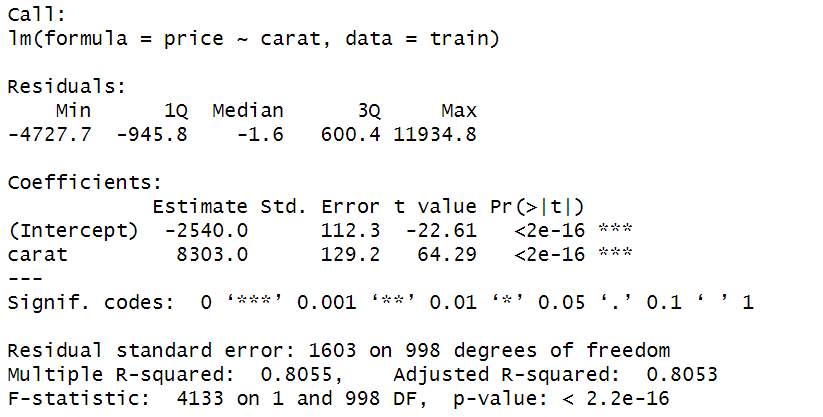 Call:
lm(formula = price ~ carat, data = train)
Residuals:
    Min      1Q  Median      3Q     Max
-4727.7  -945.8    -1.6   600.4 11934.8
Coefficients:
            Estimate Std. Error t value Pr(>|t|)
(Intercept)  -2540.0      112.3  -22.61   <2e-16 ***
carat         8303.0      129.2   64.29   <2e-16 ***
---
Signif. codes:  0 ‘***’ 0.001 ‘**’ 0.01 ‘*’ 0.05 ‘.’ 0.1 ‘ ’ 1
Residual standard error: 1603 on 998 degrees of freedom
Multiple R-squared:  0.8055,    Adjusted R-squared:  0.8053
F-statistic:  4133 on 1 and 998 DF,  p-value: < 2.2e-16